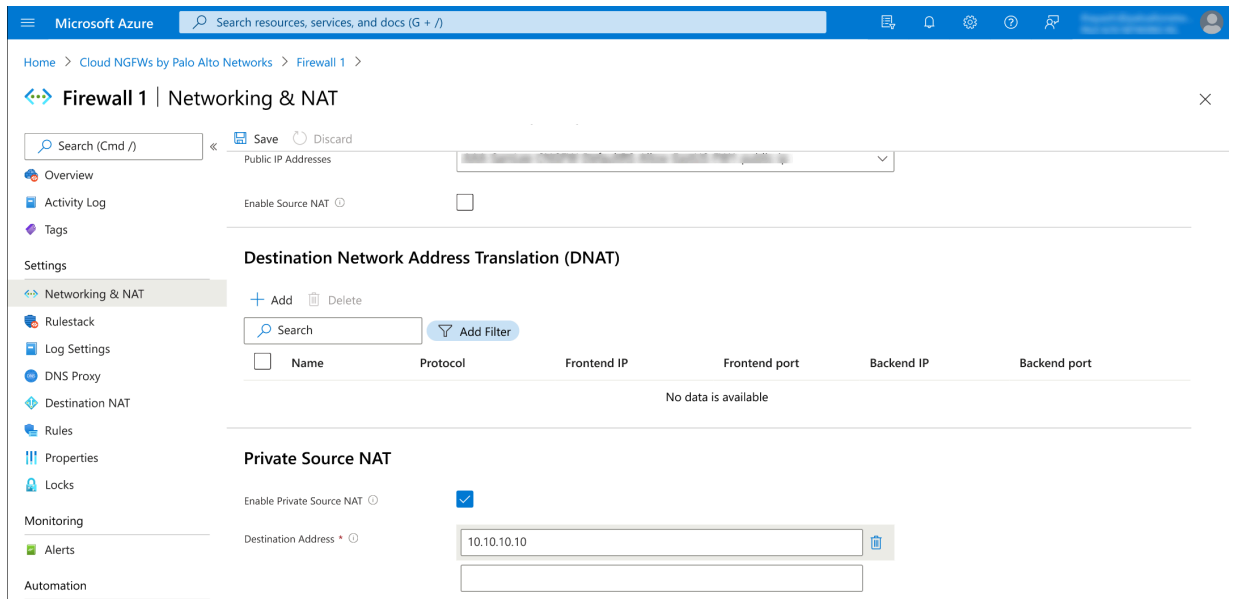 Microsoft Azure
Search resources, services, and docs (G + /)
Home > Cloud NGFWs by Palo Alto Networks > Firewall 1 >
Firewall 1 | Networking & NAT
Search (Cmd /)
«
Save
Discard
Public IP Addresses
Overview
Activity Log
Enable Source NAT
Tags
Settings
Destination Network Address Translation (DNAT)
Networking & NAT
Add
Delete
Rulestack
Search
Add Filter
Log Settings
Name Protocol Frontend IP Frontend port Backend IP Backend port
DNS Proxy
No data is available
Destination NAT
Rules
Properties
Private Source NAT
Locks
Enable Private Source NAT
Monitoring
Destination Address *
10.10.10.10
Alerts
Automation